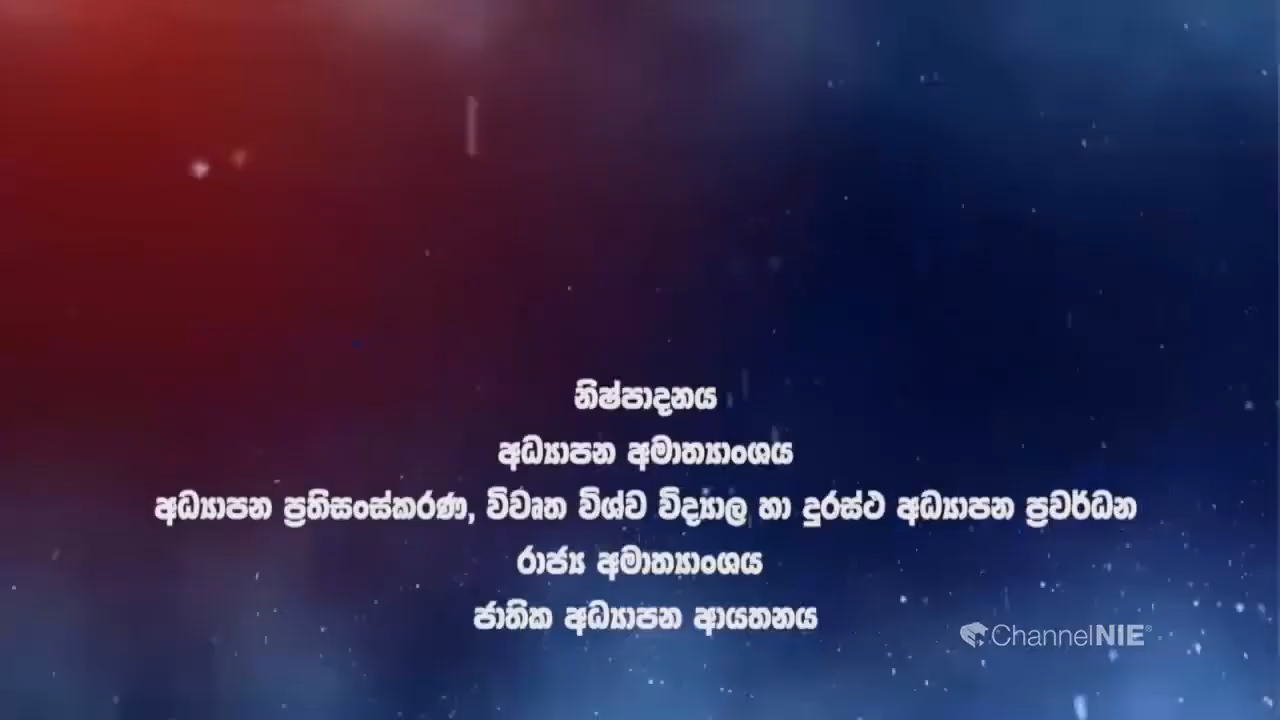 නිෂ්පාදනය
අධ්‍යාපන අමාත්‍යාංශය
අධ්‍යාපන ප්‍රතිසංස්කරණ, විවෘත විශ්ව විද්‍යාල හා දුරස්ථ අධ්‍යාපන ප්‍රවර්ධන
රාජ්‍ය අමාත්‍යාංශය
ජාතික අධ්‍යාපන ආයතනය
ChannelNIE®